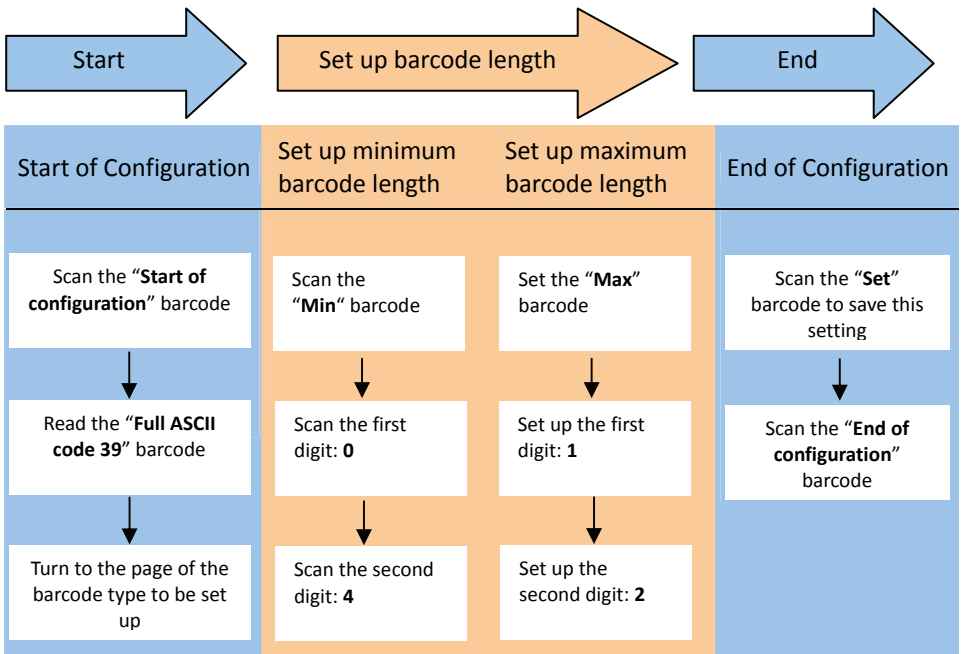 Start
Set up barcode length
End
Start of Configuration
Set up minimum
barcode length
Set up maximum
barcode length
End of Configuration
Scan the “Start of
configuration” barcode
Read the “Full ASCII
code 39” barcode
Turn to the page of the
barcode type to be set
up
Scan the
“Min“ barcode
Scan the first
digit: 0
Scan the second
digit: 4
Set the “Max”
barcode
Set up the first
digit: 1
Set up the
second digit: 2
Scan the “Set”
barcode to save this
setting
Scan the “End of
configuration”
barcode